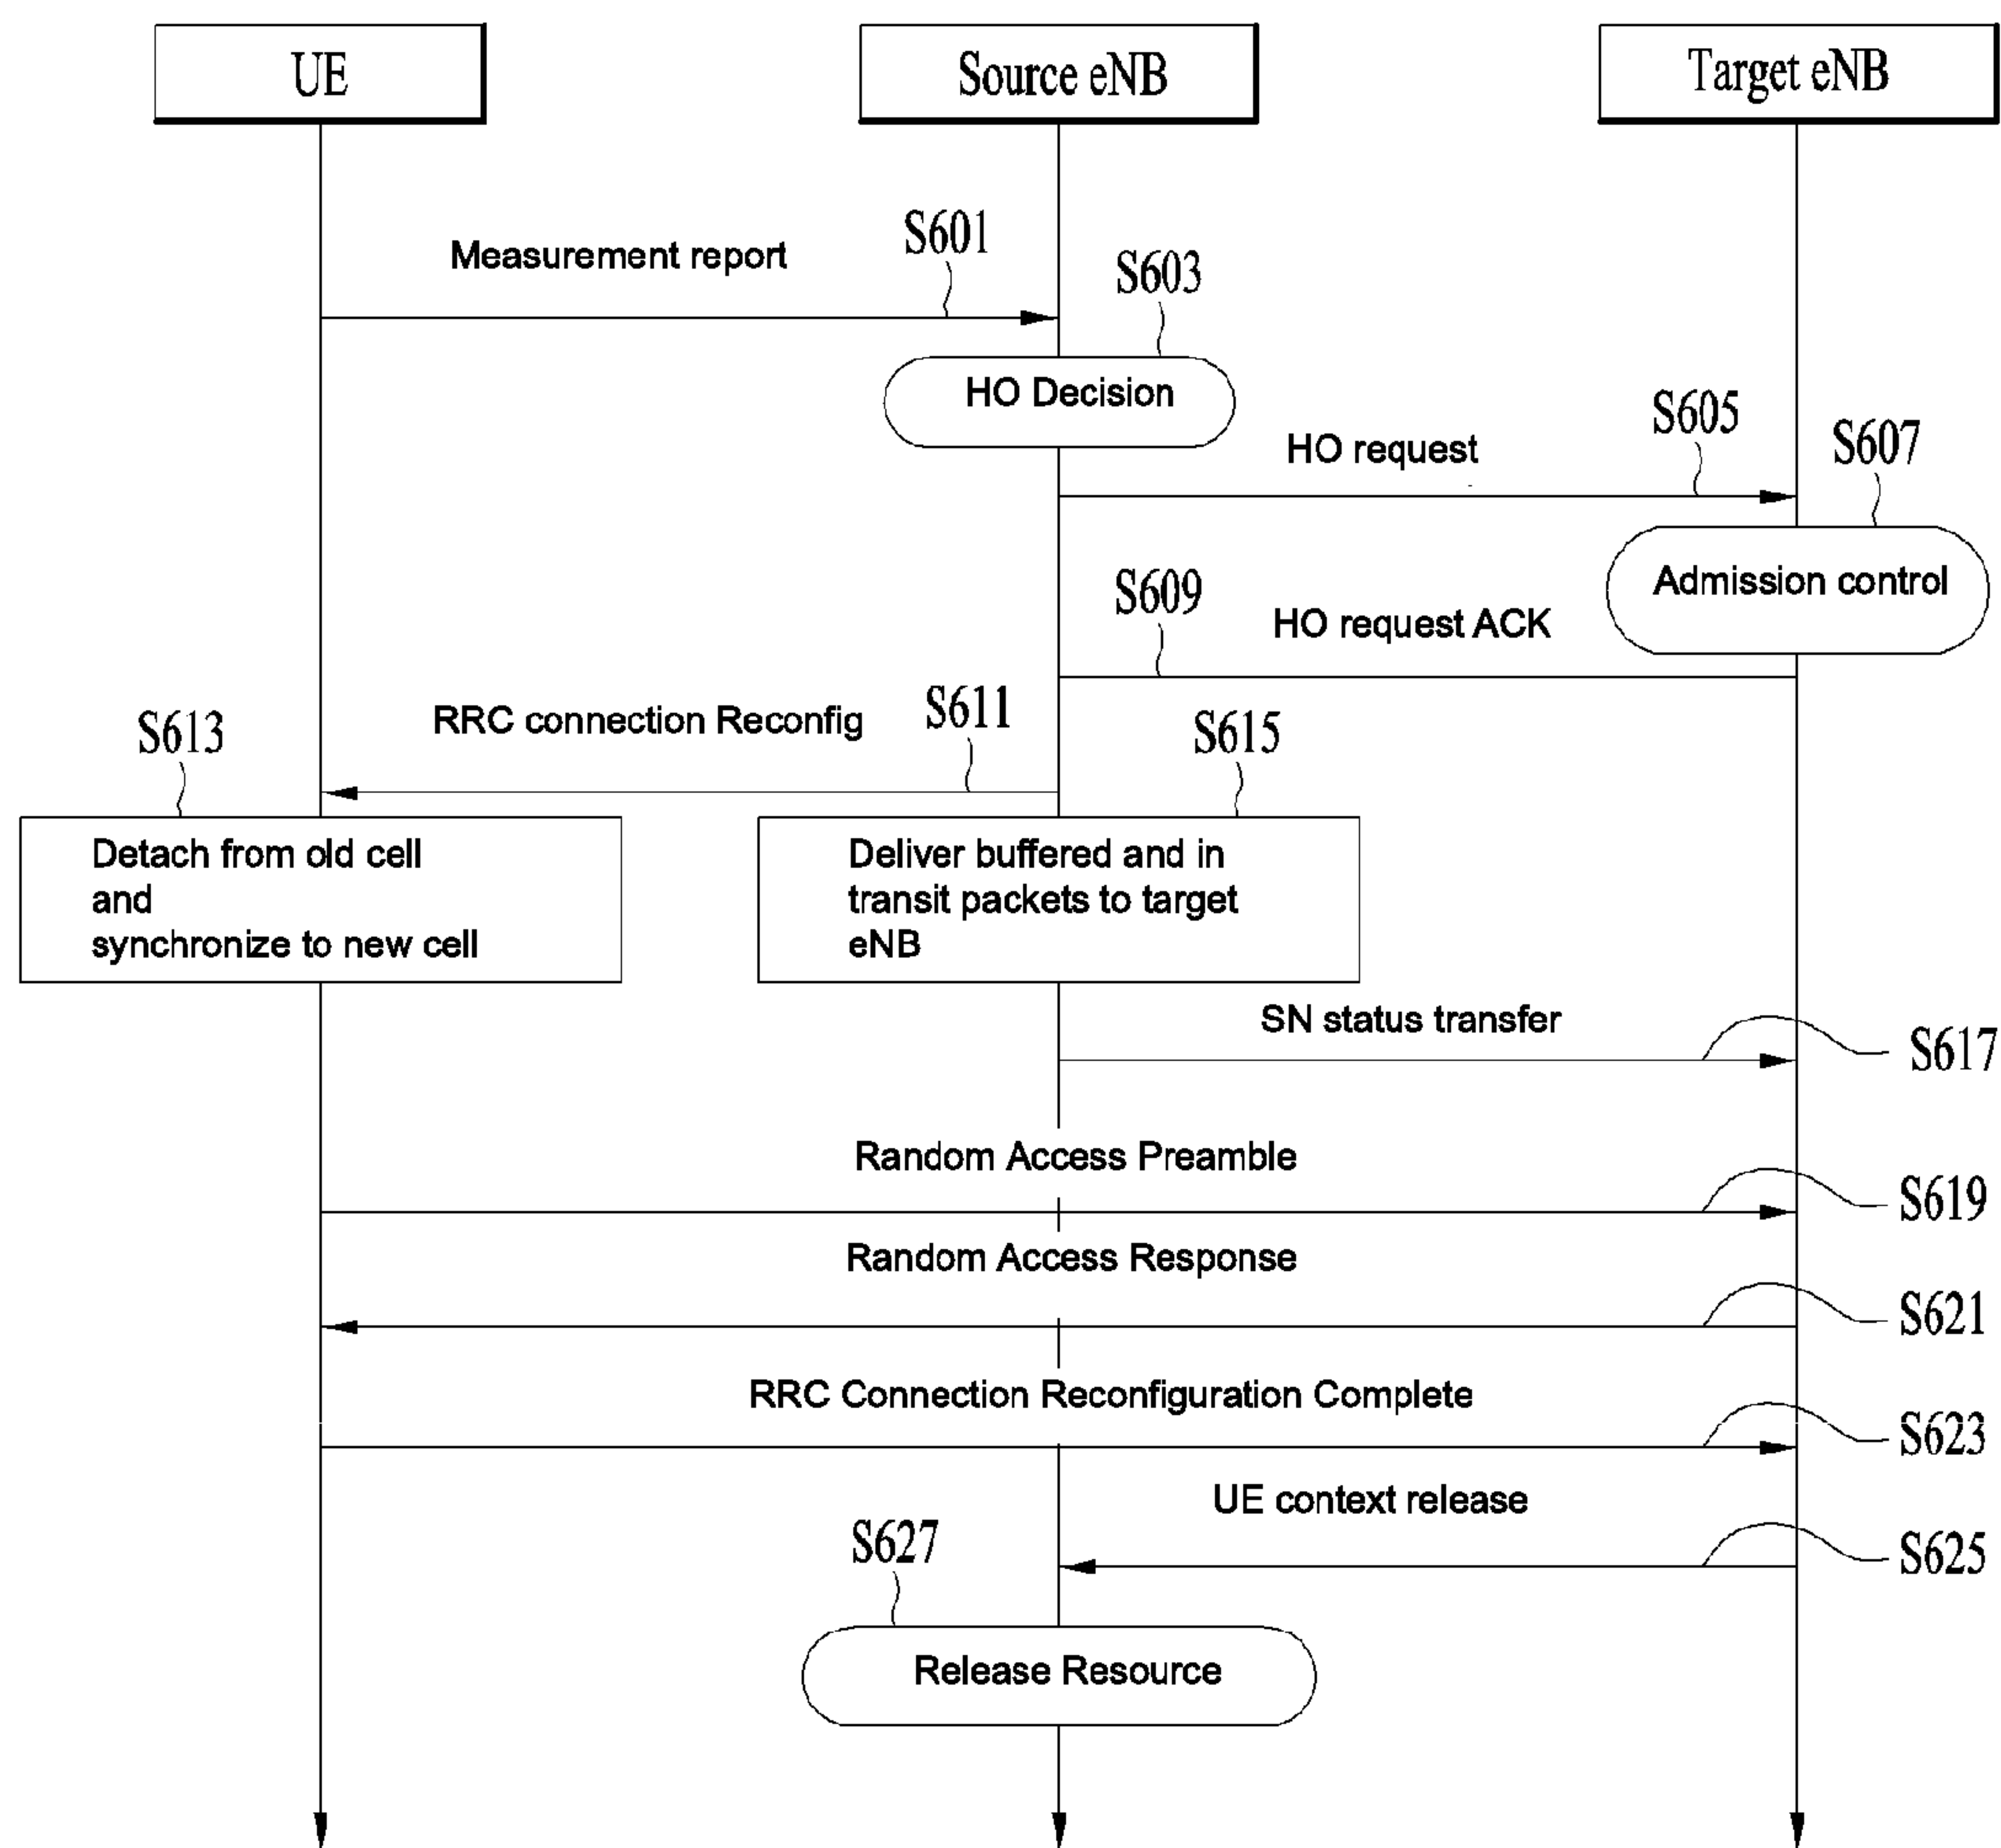 UE
Source eNB
Target eNB
S601
Measurement report
S603
HO Decision
S605
HO request
S607
Admission control
S609
HO request ACK
S611
RRC connection Reconfig
S613
S615
Detach from old cell
and
synchronize to new cell
Deliver buffered and in
transit packets to target
eNB
SN status transfer
S617
Random Access Preamble
S619
Random Access Response
S621
RRC Connection Reconfiguration Complete
S623
UE context release
S625
S627
Release Resource